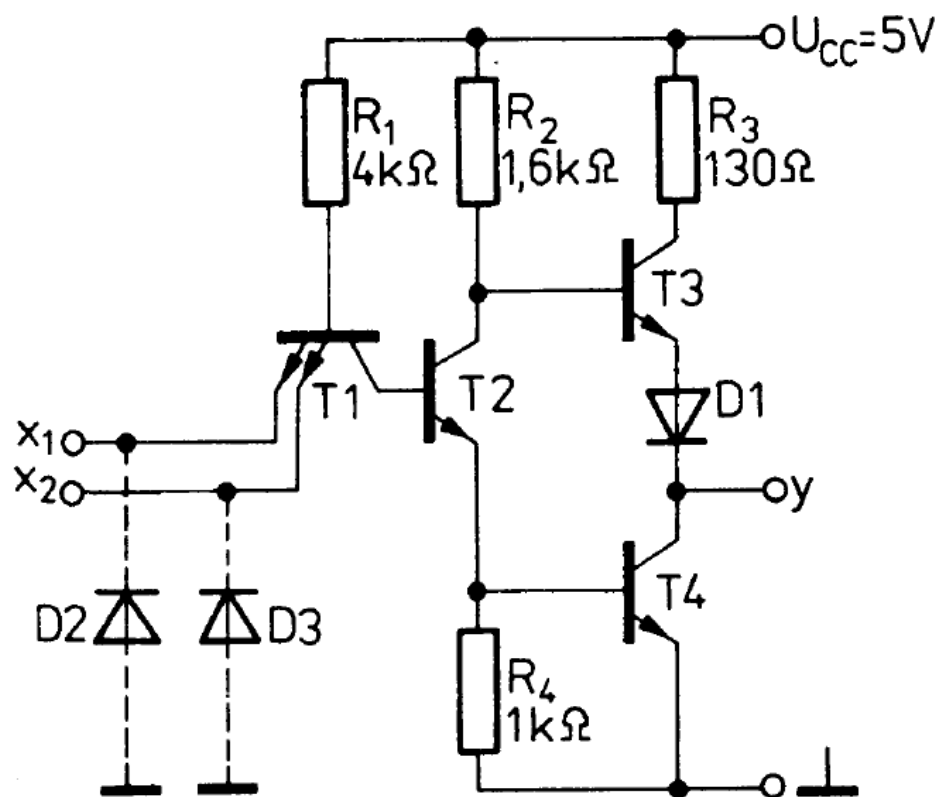 U_CC=5V
R₁
4kΩ
R₂
1,6kΩ
R₃
130Ω
T3
T1
T2
D1
x₁
x₂
y
D2
D3
T4
R₄
1kΩ